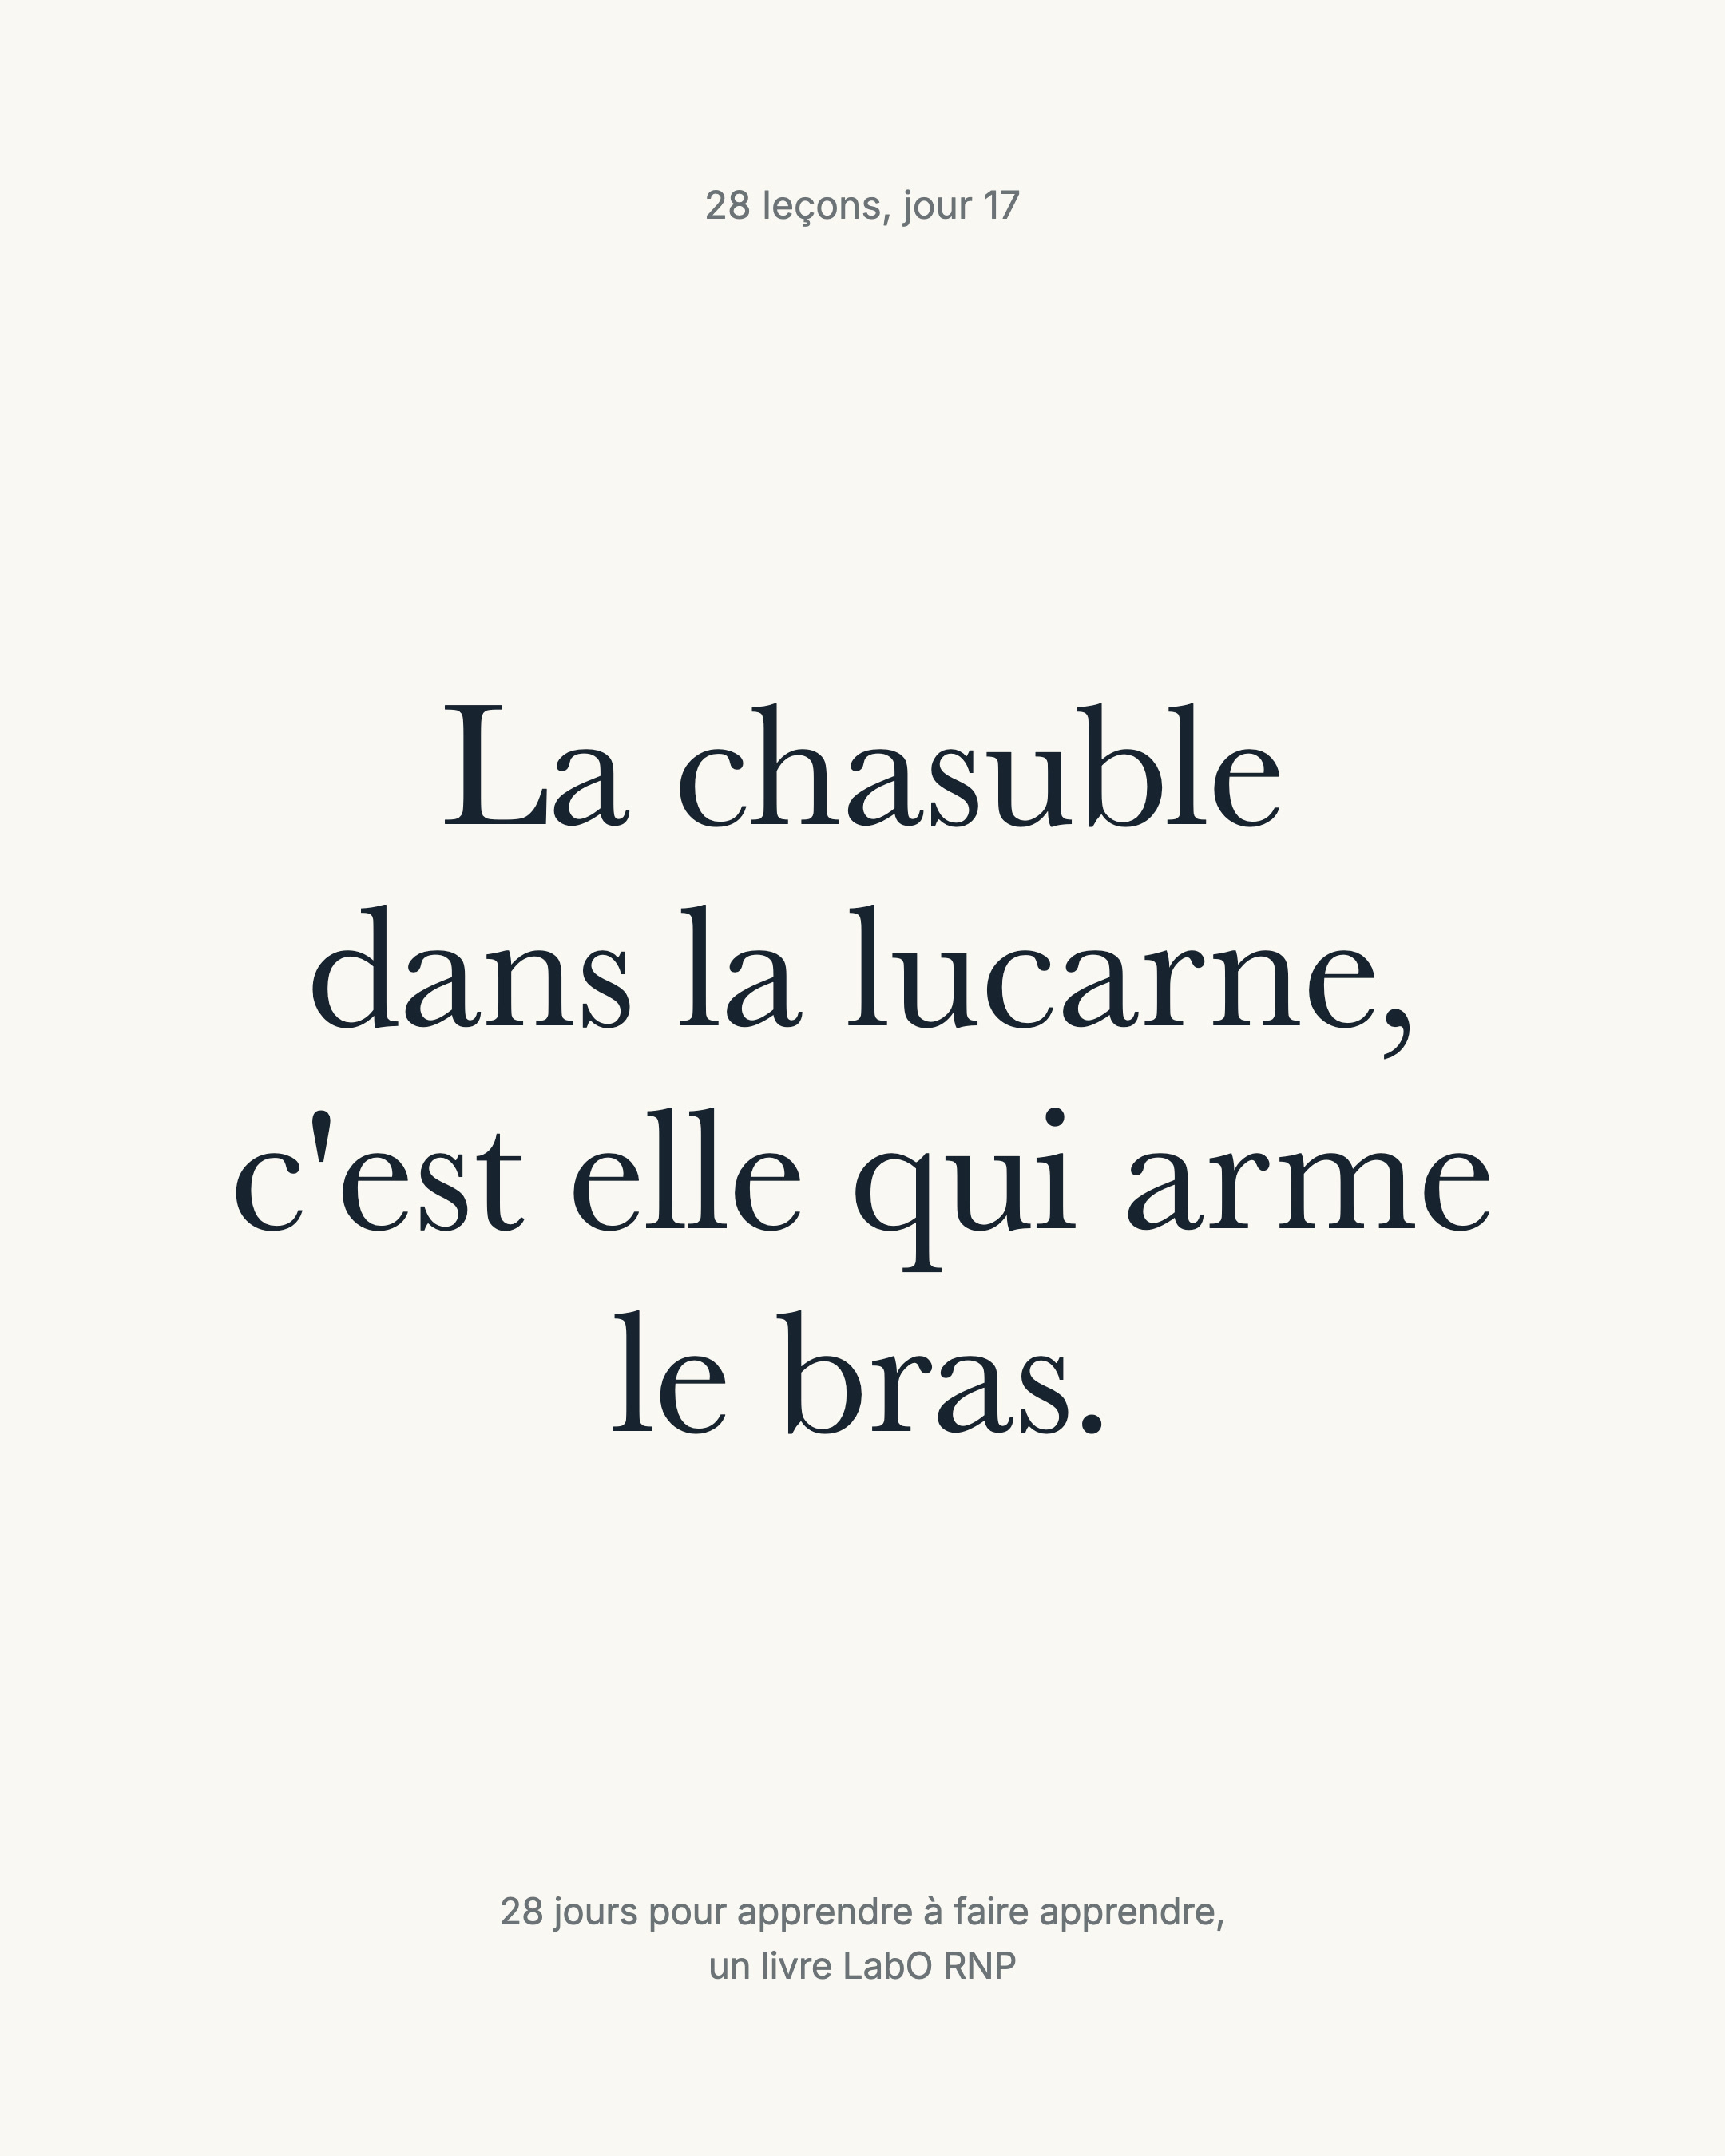 28 leçons, jour 17
La chasuble
dans la lucarne,
c'est elle qui arme
le bras.
28 jours pour apprendre à faire apprendre,
un livre LabO RNP